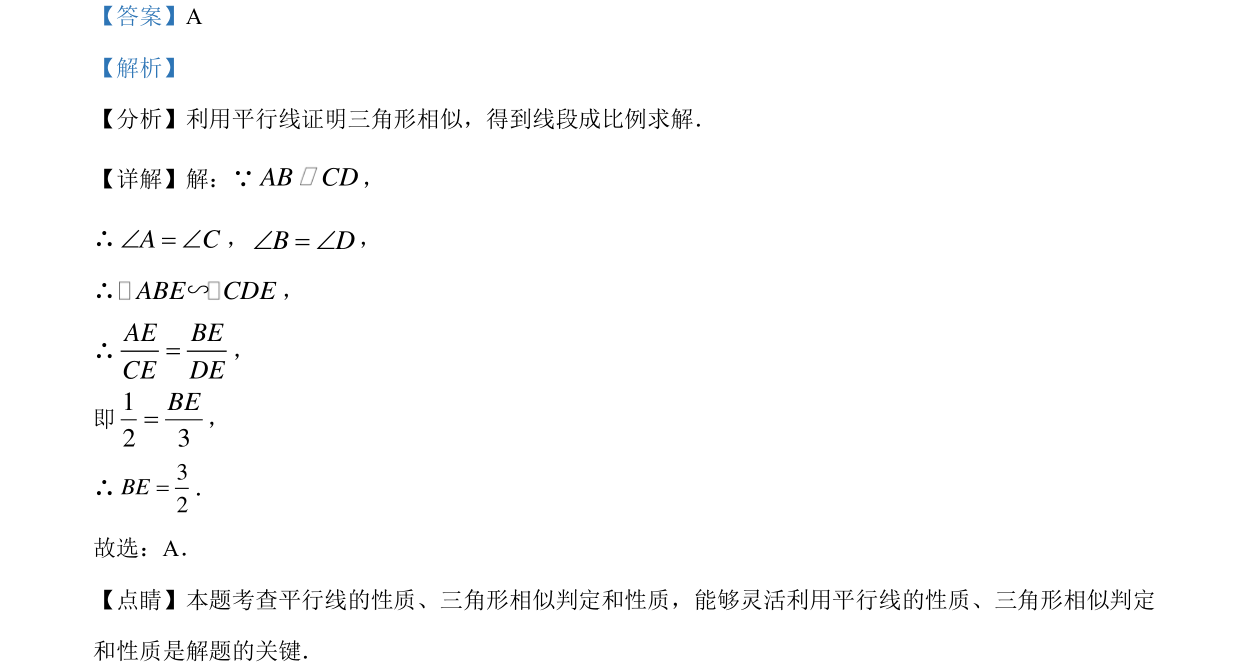 【答案】A
【解析】
【分析】利用平行线证明三角形相似，得到线段成比例求解．
【详解】解：∵ AB □ CD，
∴ ∠A = ∠C ， ∠B = ∠D，
∴ □ ABE∽□ CDE ，
∴ AE/CE = BE/DE ，
即 1/2 = BE/3 ，
∴ BE = 3/2 ．
故选：A．
【点睛】本题考查平行线的性质、三角形相似判定和性质，能够灵活利用平行线的性质、三角形相似判定
和性质是解题的关键．